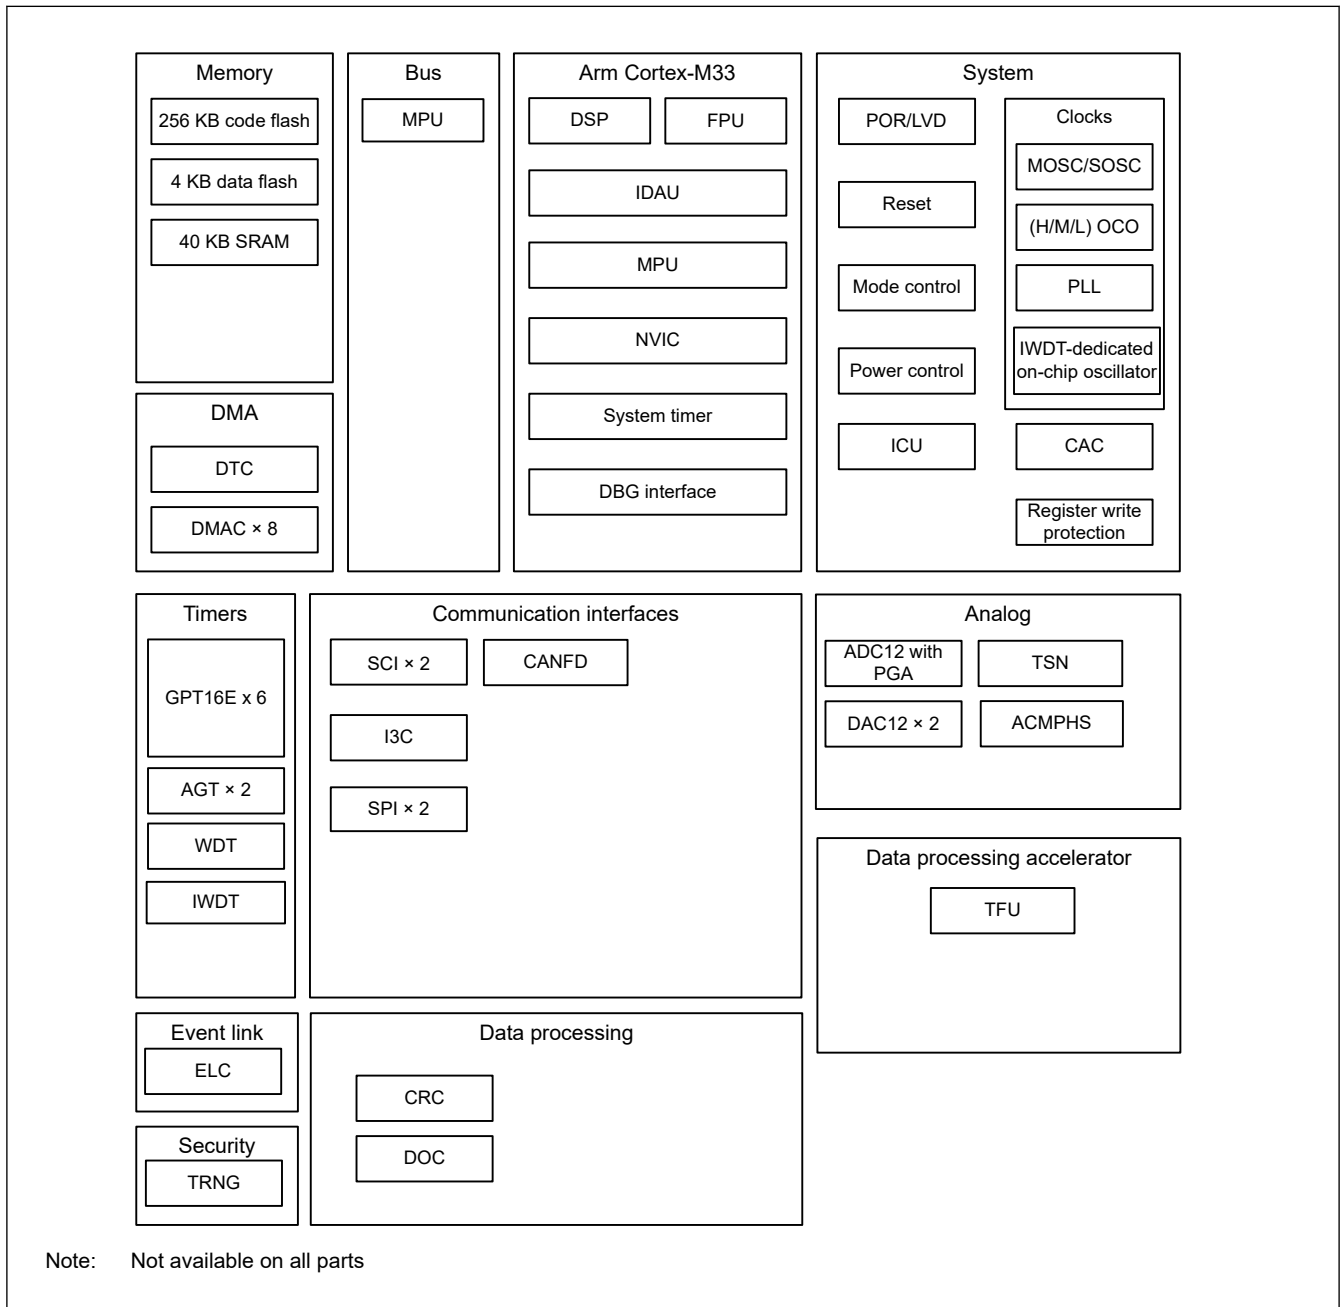 Memory
256 KB code flash
4 KB data flash
40 KB SRAM
DMA
DTC
DMAC × 8
Bus
MPU
Arm Cortex-M33
DSP
FPU
IDAU
MPU
NVIC
System timer
DBG interface
System
POR/LVD
Reset
Mode control
Power control
ICU
Clocks
MOSC/SOSC
(H/M/L) OCO
PLL
IWDT-dedicated
on-chip oscillator
CAC
Register write
protection
Timers
GPT16E x 6
AGT × 2
WDT
IWDT
Communication interfaces
SCI × 2
CANFD
I3C
SPI × 2
Analog
ADC12 with
PGA
TSN
DAC12 × 2
ACMPHS
Data processing accelerator
TFU
Event link
ELC
Security
TRNG
Data processing
CRC
DOC
Note: Not available on all parts